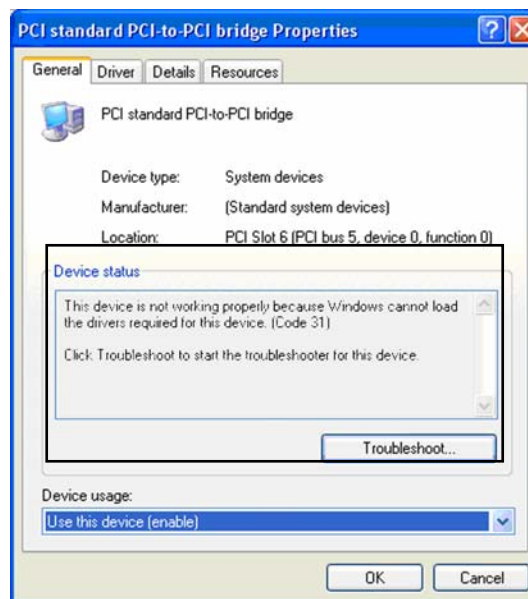 PCI standard PCI-to-PCI bridge Properties
General Driver Details Resources
PCI standard PCI-to-PCI bridge
Device type: System devices
Manufacturer: (Standard system devices)
Location: PCI Slot 6 (PCI bus 5, device 0, function 0)
Device status
This device is not working properly because Windows cannot load
the drivers required for this device. (Code 31)
Click Troubleshoot to start the troubleshooter for this device.
Troubleshoot...
Device usage:
Use this device (enable)
OK Cancel